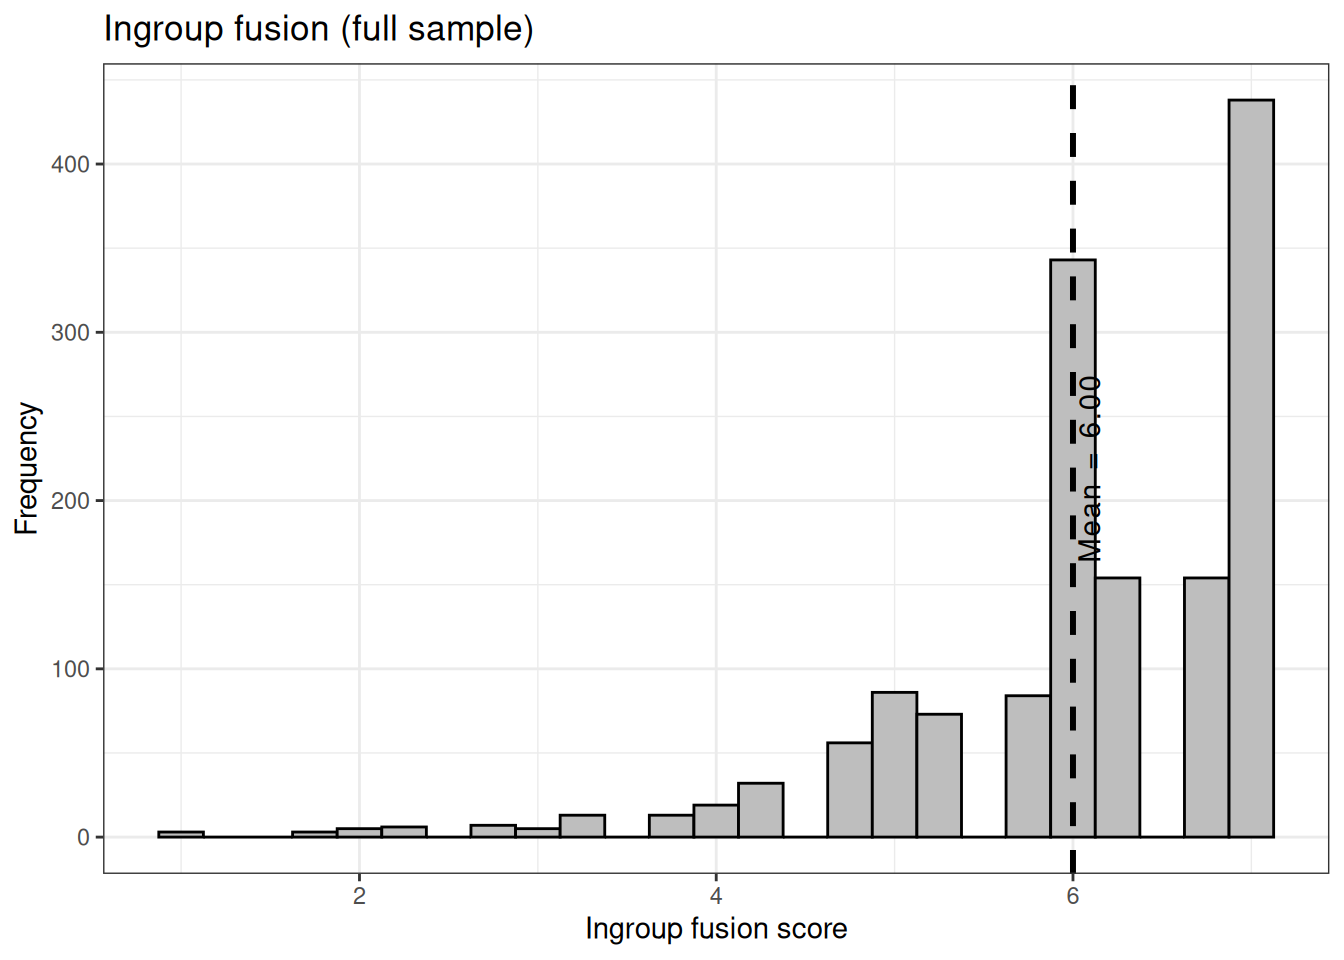 Ingroup fusion (full sample)
Frequency
400
300
200
100
0
Mean = 6.00
2
4
6
Ingroup fusion score